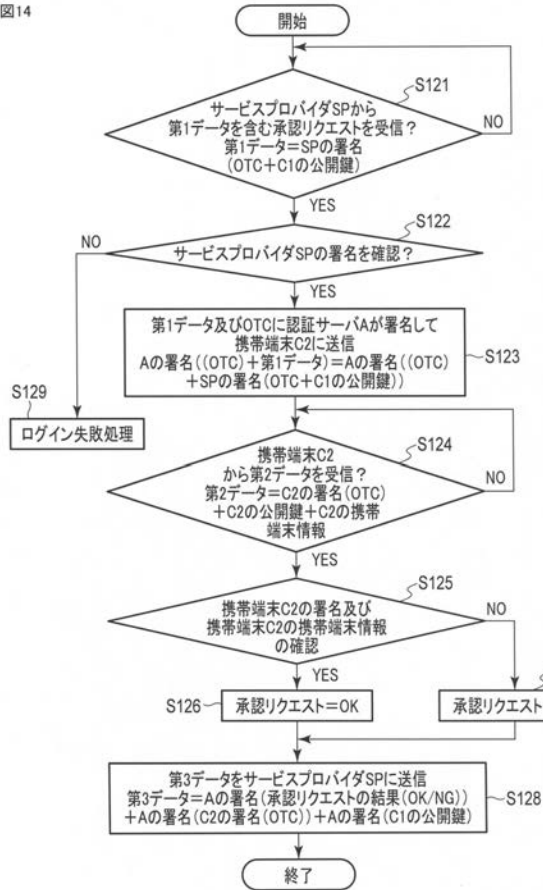 図14
開始
S121
サービスプロバイダSPから
第1データを含む承認リクエストを受信？
第1データ＝SPの署名
(OTC＋C1の公開鍵)
NO
YES
S122
サービスプロバイダSPの署名を確認？
NO
YES
第1データ及びOTCに認証サーバAが署名して
携帯端末C2に送信
Aの署名((OTC)＋第1データ)＝Aの署名((OTC)
＋SPの署名(OTC＋C1の公開鍵))
S123
S129
ログイン失敗処理
S124
携帯端末C2
から第2データを受信？
第2データ＝C2の署名(OTC)
＋C2の公開鍵＋C2の携帯
端末情報
NO
YES
S125
携帯端末C2の署名及び
携帯端末C2の携帯端末情報
の確認
NO
YES
S126
承認リクエスト＝OK
承認リクエスト
第3データをサービスプロバイダSPに送信
第3データ＝Aの署名(承認リクエストの結果(OK/NG))
＋Aの署名(C2の署名(OTC))＋Aの署名(C1の公開鍵)
S128
終了